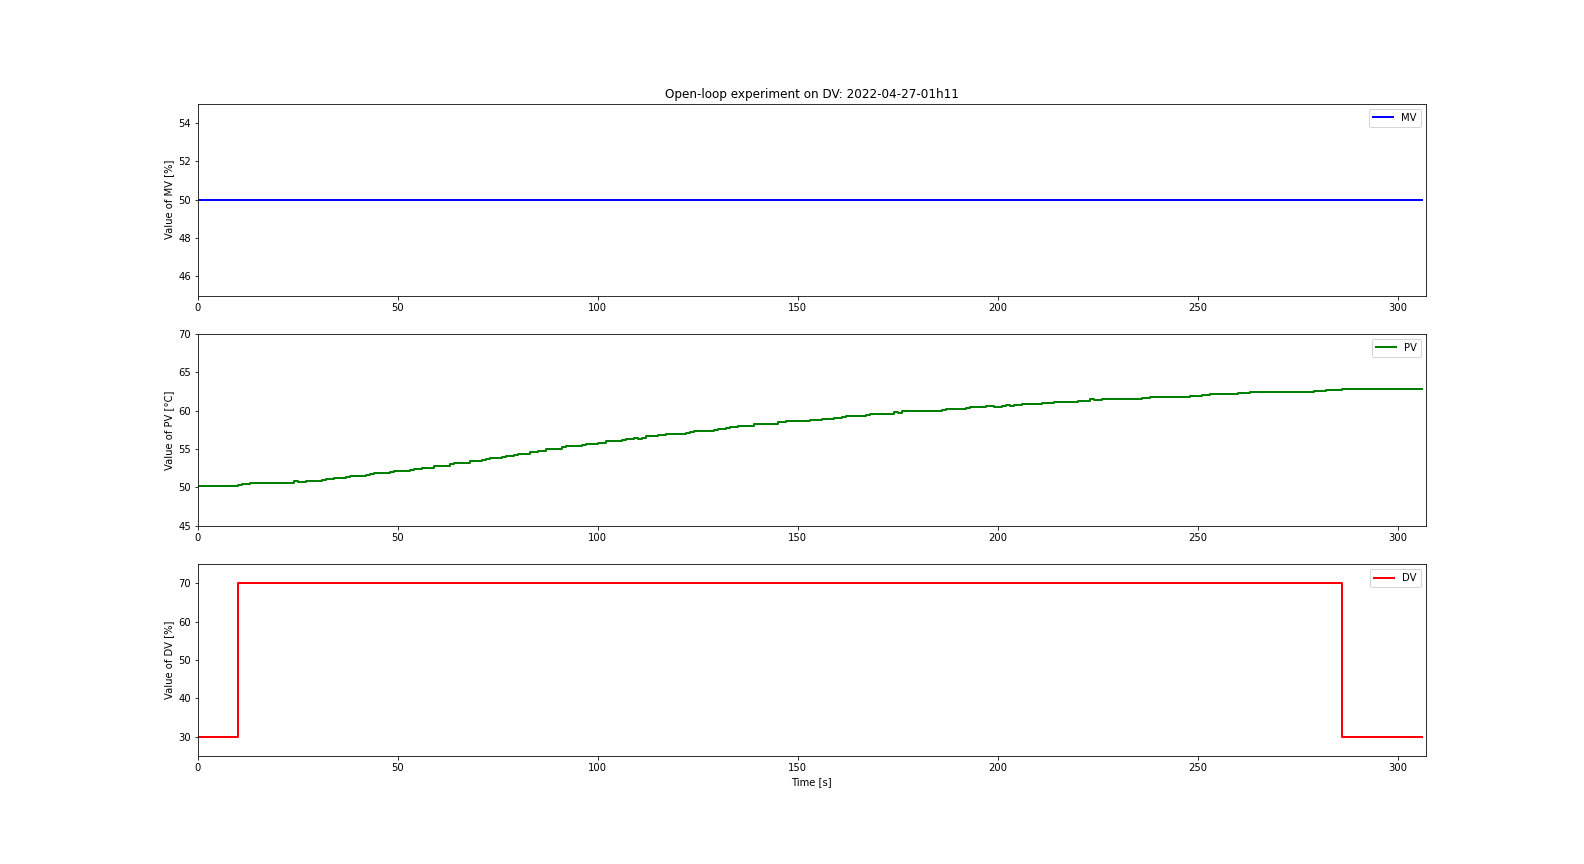 Open-loop experiment on DV: 2022-04-27-01h11
Value of MV [%]
54
52
50
48
46
MV
0 50 100 150 200 250 300
Value of PV [°C]
70
65
60
55
50
45
PV
0 50 100 150 200 250 300
Value of DV [%]
70
60
50
40
30
DV
0 50 100 150 200 250 300
Time [s]